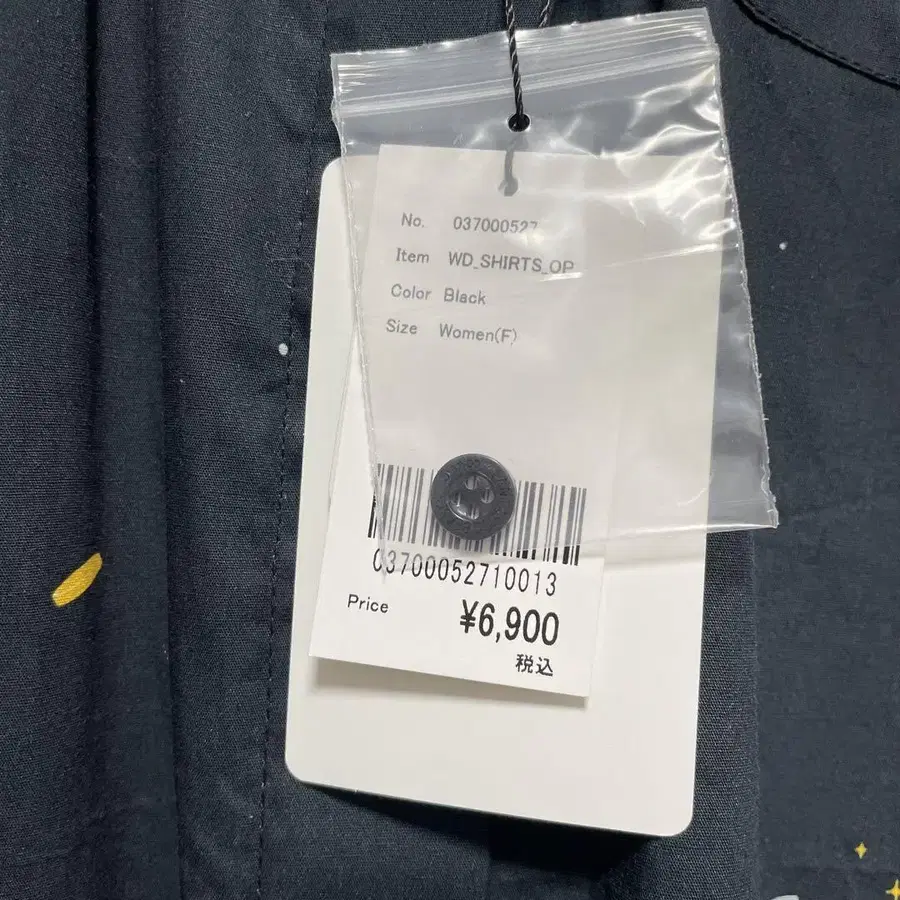 No. 037000527
Item WD_SHIRTS_OP
Color Black
Size Women(F)
03700052710013
Price ¥6,900
税込